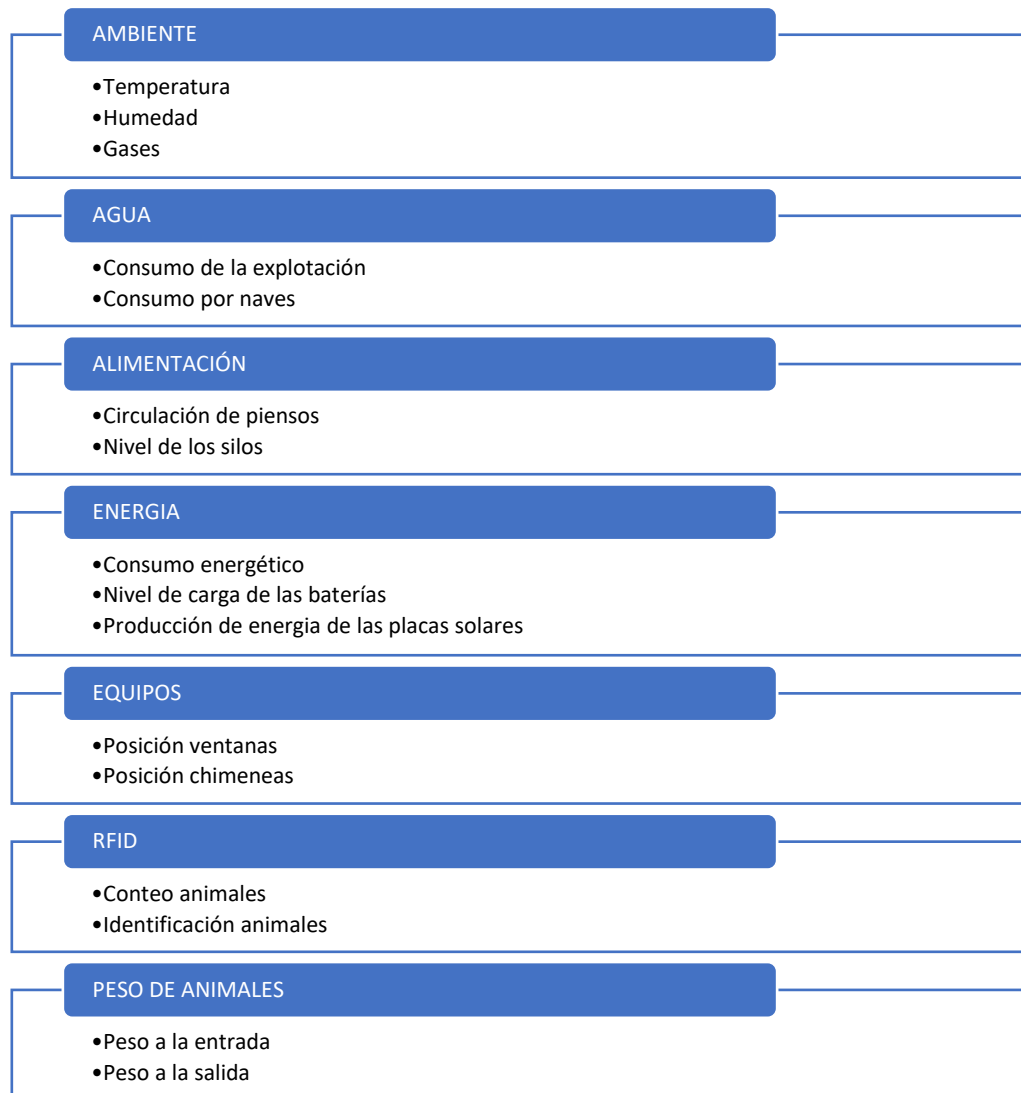 AMBIENTE
•Temperatura
•Humedad
•Gases
AGUA
•Consumo de la explotación
•Consumo por naves
ALIMENTACIÓN
•Circulación de piensos
•Nivel de los silos
ENERGIA
•Consumo energético
•Nivel de carga de las baterías
•Producción de energia de las placas solares
EQUIPOS
•Posición ventanas
•Posición chimeneas
RFID
•Conteo animales
•Identificación animales
PESO DE ANIMALES
•Peso a la entrada
•Peso a la salida